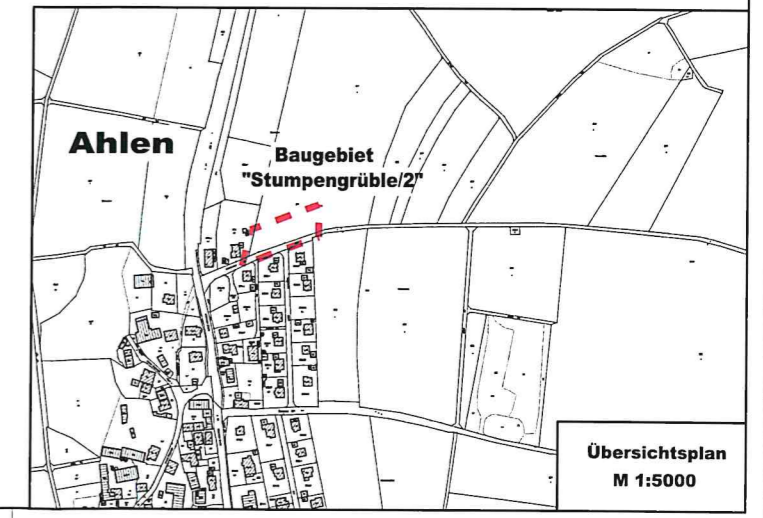 Ahlen
Baugebiet
"Stumpengrüble/2"
Übersichtsplan
M 1:5000